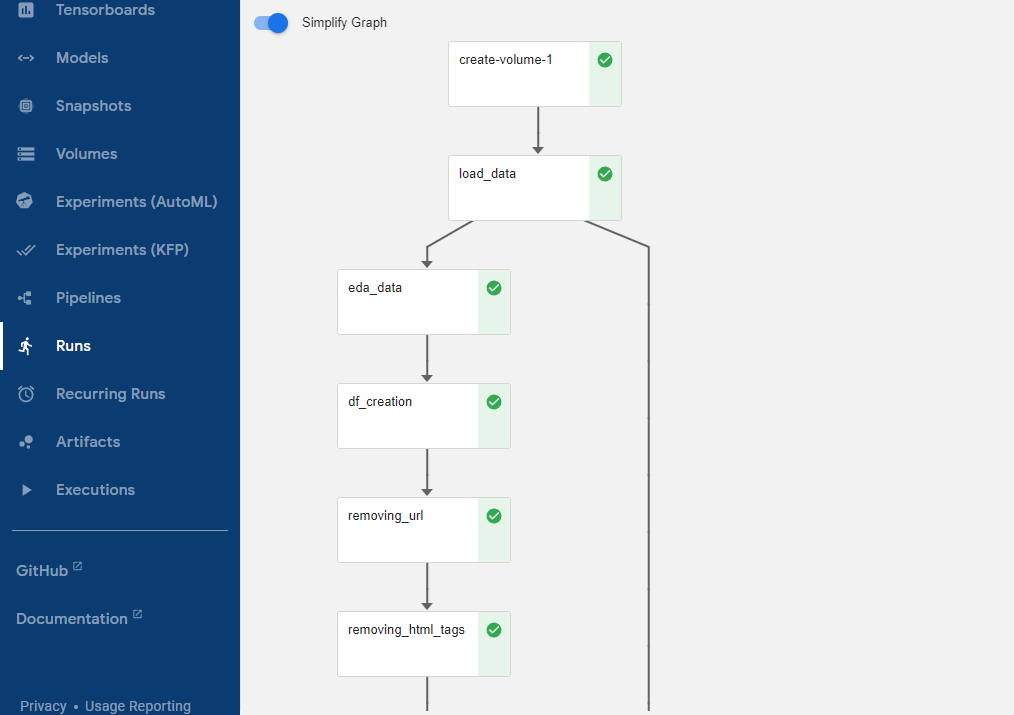 Tensorboards
Models
Snapshots
Volumes
Experiments (AutoML)
Experiments (KFP)
Pipelines
Runs
Recurring Runs
Artifacts
Executions
GitHub
Documentation
Privacy • Usage Reporting
Simplify Graph
create-volume-1
load_data
eda_data
df_creation
removing_url
removing_html_tags